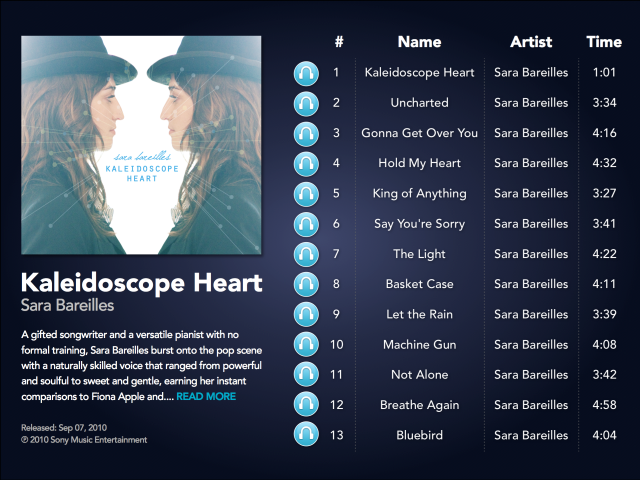 sara bareilles
KALEIDOSCOPE
HEART
Kaleidoscope Heart
Sara Bareilles
A gifted songwriter and a versatile pianist with no
formal training, Sara Bareilles burst onto the pop scene
with a naturally skilled voice that ranged from powerful
and soulful to sweet and gentle, earning her instant
comparisons to Fiona Apple and.... READ MORE
Released: Sep 07, 2010
℗ 2010 Sony Music Entertainment
# Name Artist Time
1 Kaleidoscope Heart Sara Bareilles 1:01
2 Uncharted Sara Bareilles 3:34
3 Gonna Get Over You Sara Bareilles 4:16
4 Hold My Heart Sara Bareilles 4:32
5 King of Anything Sara Bareilles 3:27
6 Say You're Sorry Sara Bareilles 3:41
7 The Light Sara Bareilles 4:22
8 Basket Case Sara Bareilles 4:11
9 Let the Rain Sara Bareilles 3:39
10 Machine Gun Sara Bareilles 4:08
11 Not Alone Sara Bareilles 3:42
12 Breathe Again Sara Bareilles 4:58
13 Bluebird Sara Bareilles 4:04